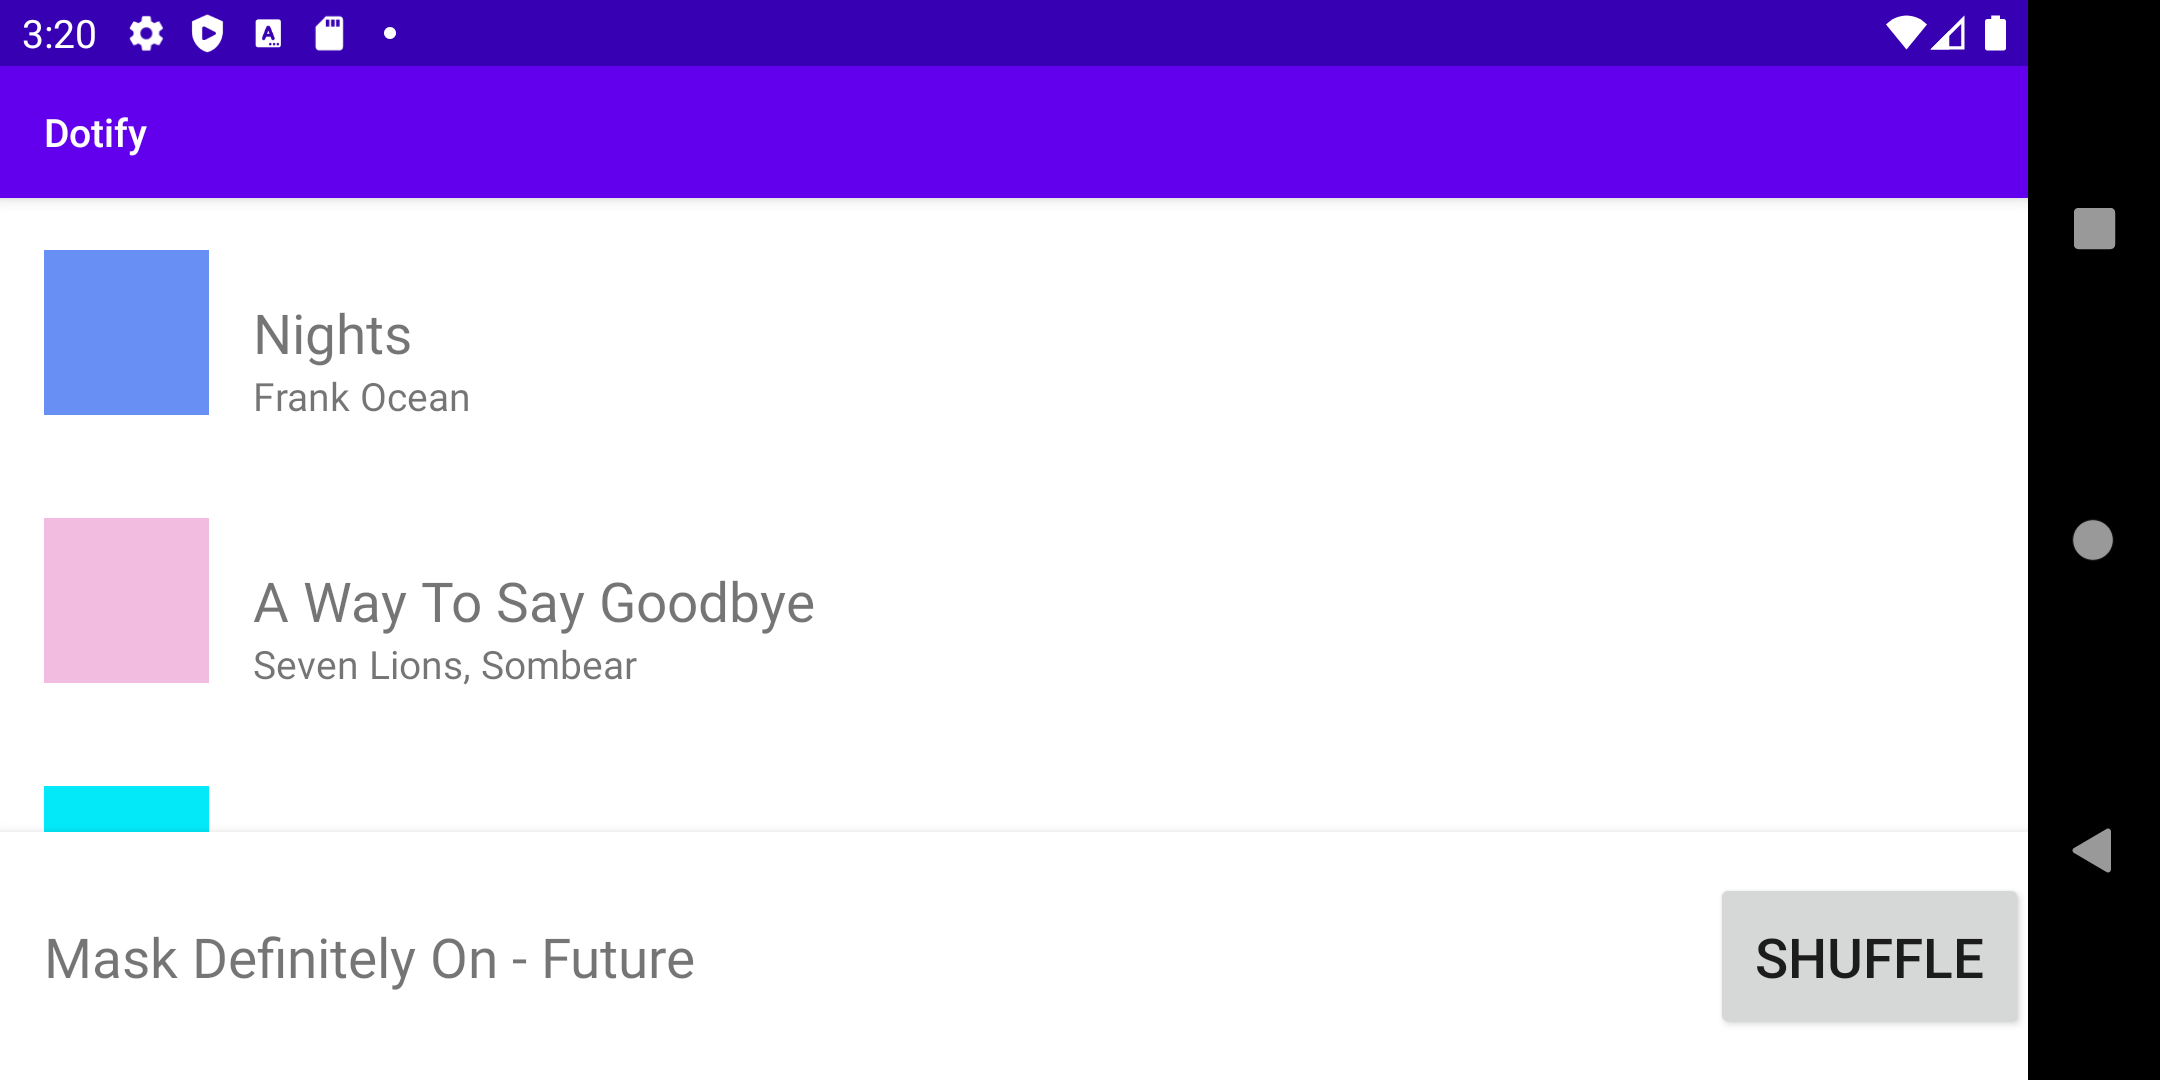 3:20
Dotify
Nights
Frank Ocean
A Way To Say Goodbye
Seven Lions, Sombear
Mask Definitely On - Future
SHUFFLE